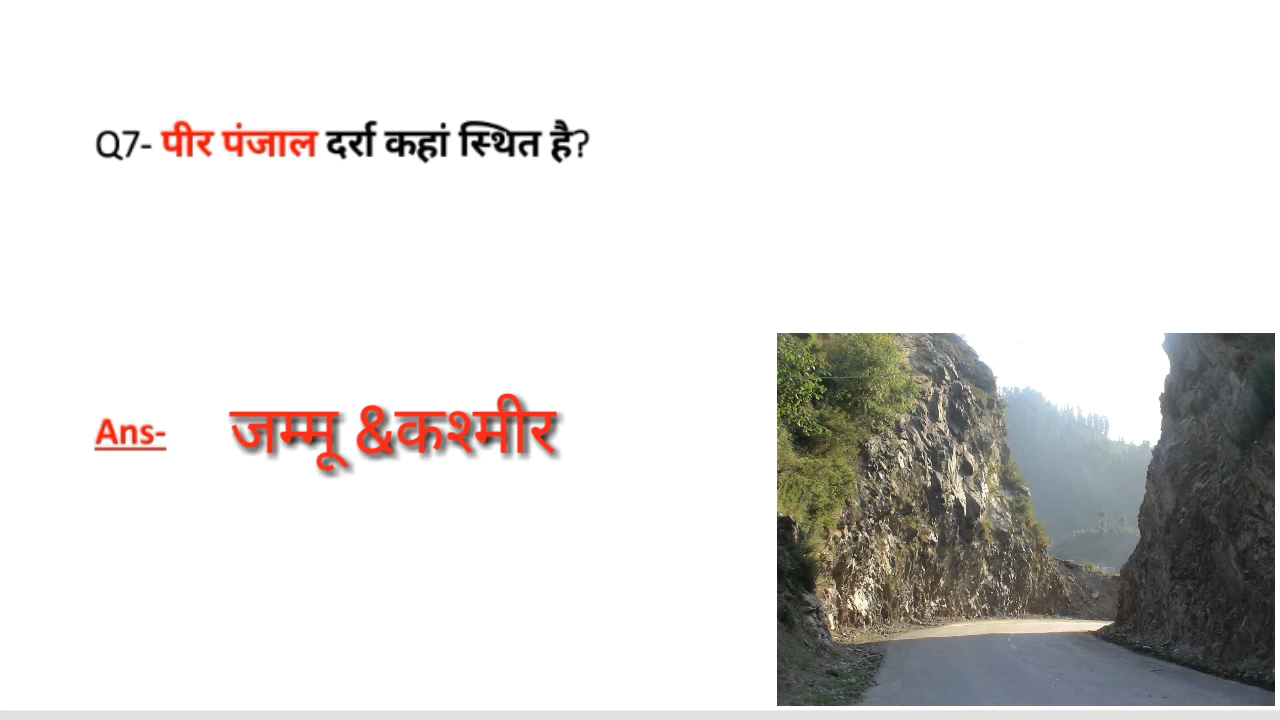 Q7- पीर पंजाल दर्रा कहां स्थित है?
Ans- जम्मू &कश्मीर